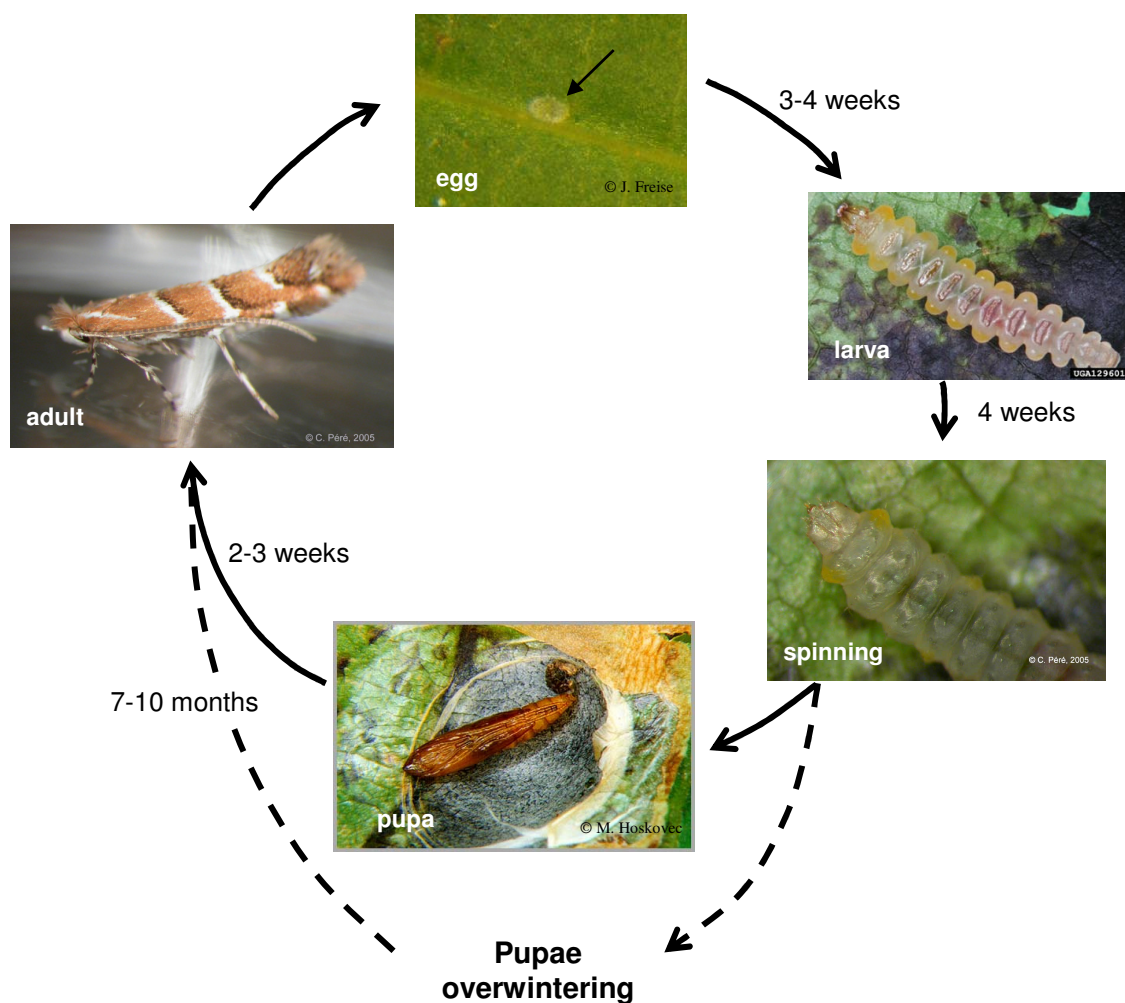 egg
© J. Freise
3-4 weeks
larva
UGA129601
4 weeks
spinning
© C. Péré, 2005
pupa
© M. Hoskovec
2-3 weeks
adult
© C. Péré, 2005
7-10 months
Pupae
overwintering